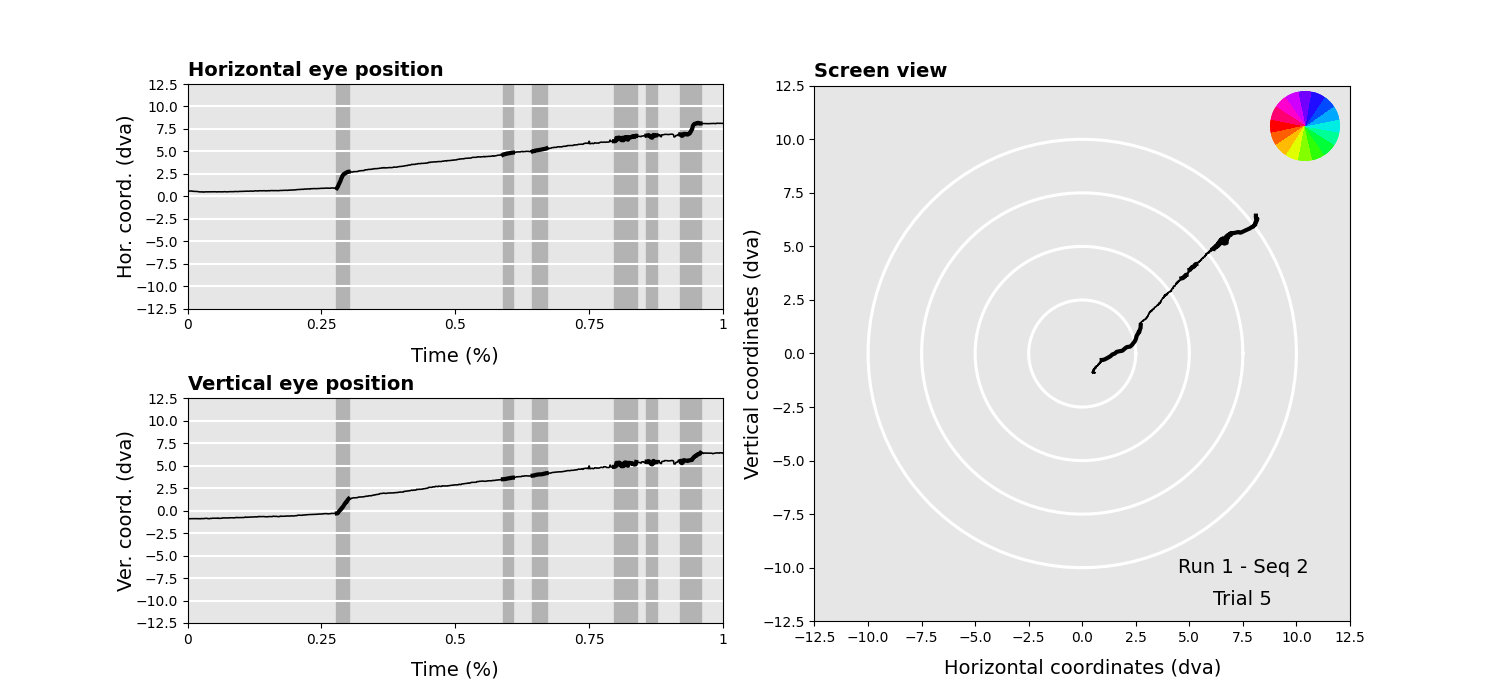 Horizontal eye position
Hor. coord. (dva)
12.5
10.0
7.5
5.0
2.5
0.0
−2.5
−5.0
−7.5
−10.0
−12.5
0 0.25 0.5 0.75 1
Time (%)
Vertical eye position
Ver. coord. (dva)
12.5
10.0
7.5
5.0
2.5
0.0
−2.5
−5.0
−7.5
−10.0
−12.5
0 0.25 0.5 0.75 1
Time (%)
Screen view
Vertical coordinates (dva)
12.5
10.0
7.5
5.0
2.5
0.0
−2.5
−5.0
−7.5
−10.0
−12.5
Run 1 - Seq 2
Trial 5
−12.5 −10.0 −7.5 −5.0 −2.5 0.0 2.5 5.0 7.5 10.0 12.5
Horizontal coordinates (dva)